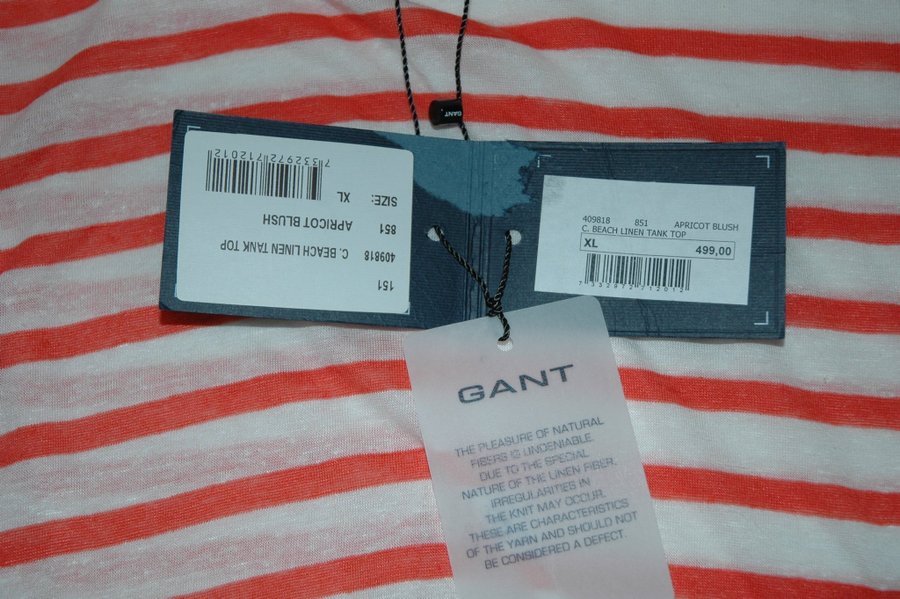 GANT
151
409818 C. BEACH LINEN TANK TOP
851 APRICOT BLUSH
SIZE: XL
7332972712012
409818 851 APRICOT BLUSH
C. BEACH LINEN TANK TOP
XL 499,00
7332972712012
GANT
THE PLEASURE OF NATURAL
FIBERS IS UNDENIABLE.
DUE TO THE SPECIAL
NATURE OF THE LINEN FIBER.
IRREGULARITIES IN
THE KNIT MAY OCCUR.
THESE ARE CHARACTERISTICS
OF THE YARN AND SHOULD NOT
BE CONSIDERED A DEFECT.